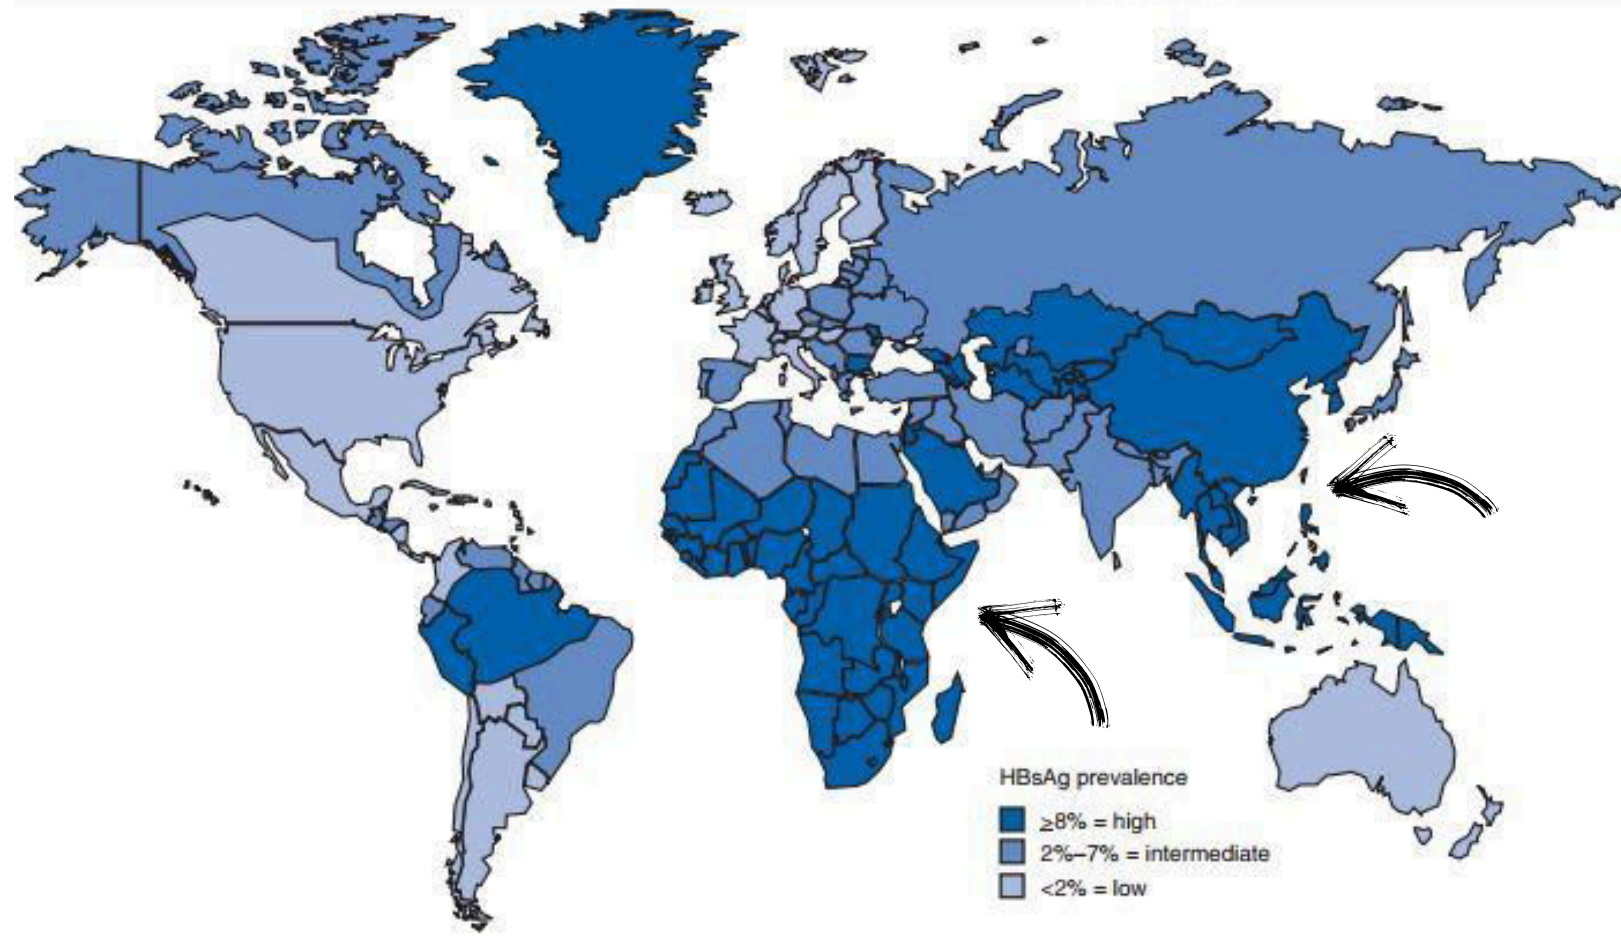 HBsAg prevalence
≥8% = high
2%–7% = intermediate
<2% = low